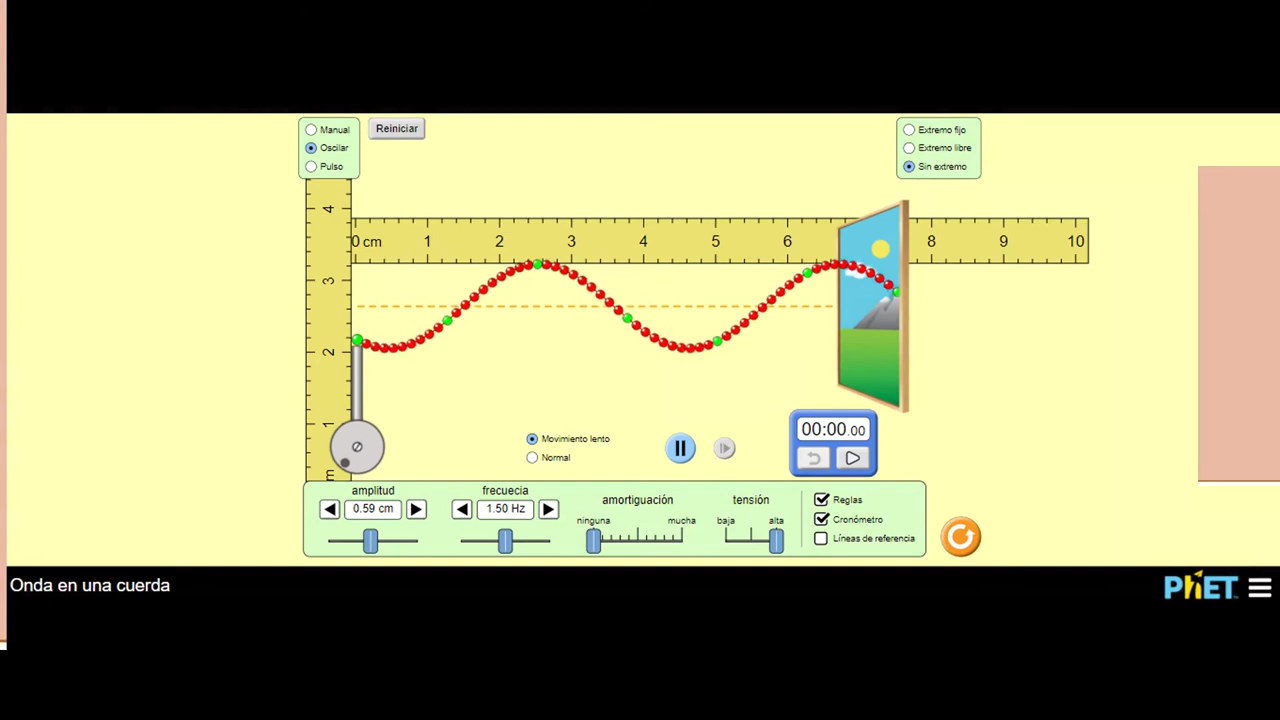 Manual
Reiniciar
Oscilar
Pulso
Extremo fijo
Extremo libre
Sin extremo
4
3
2
1
m
0 cm 1 2 3 4 5 6 8 9 10
Movimiento lento
Normal
00:00.00
amplitud
0.59 cm
frecuecia
1.50 Hz
amortiguación
ninguna mucha
tensión
baja alta
Reglas
Cronómetro
Líneas de referencia
Onda en una cuerda
PhET